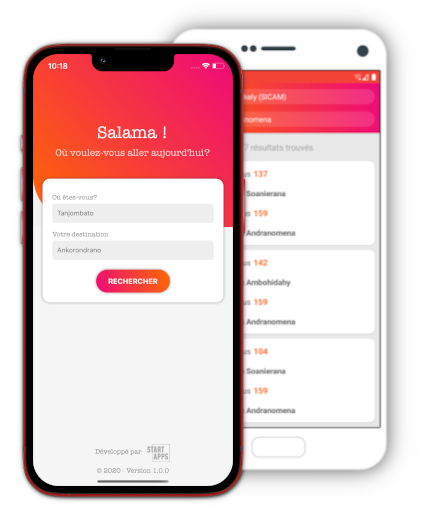 10:18
Salama !
Où voulez-vous aller aujourd'hui?
Où êtes-vous?
Tanjombato
Votre destination
Ankorondrano
RECHERCHER
Développé par START APPS
© 2020 - Version 1.0.0
(SICAM)
7 résultats trouvés
137
Soanierana
159
Andranomena
142
Ambohidahy
159
Andranomena
104
Soanierana
159
Andranomena